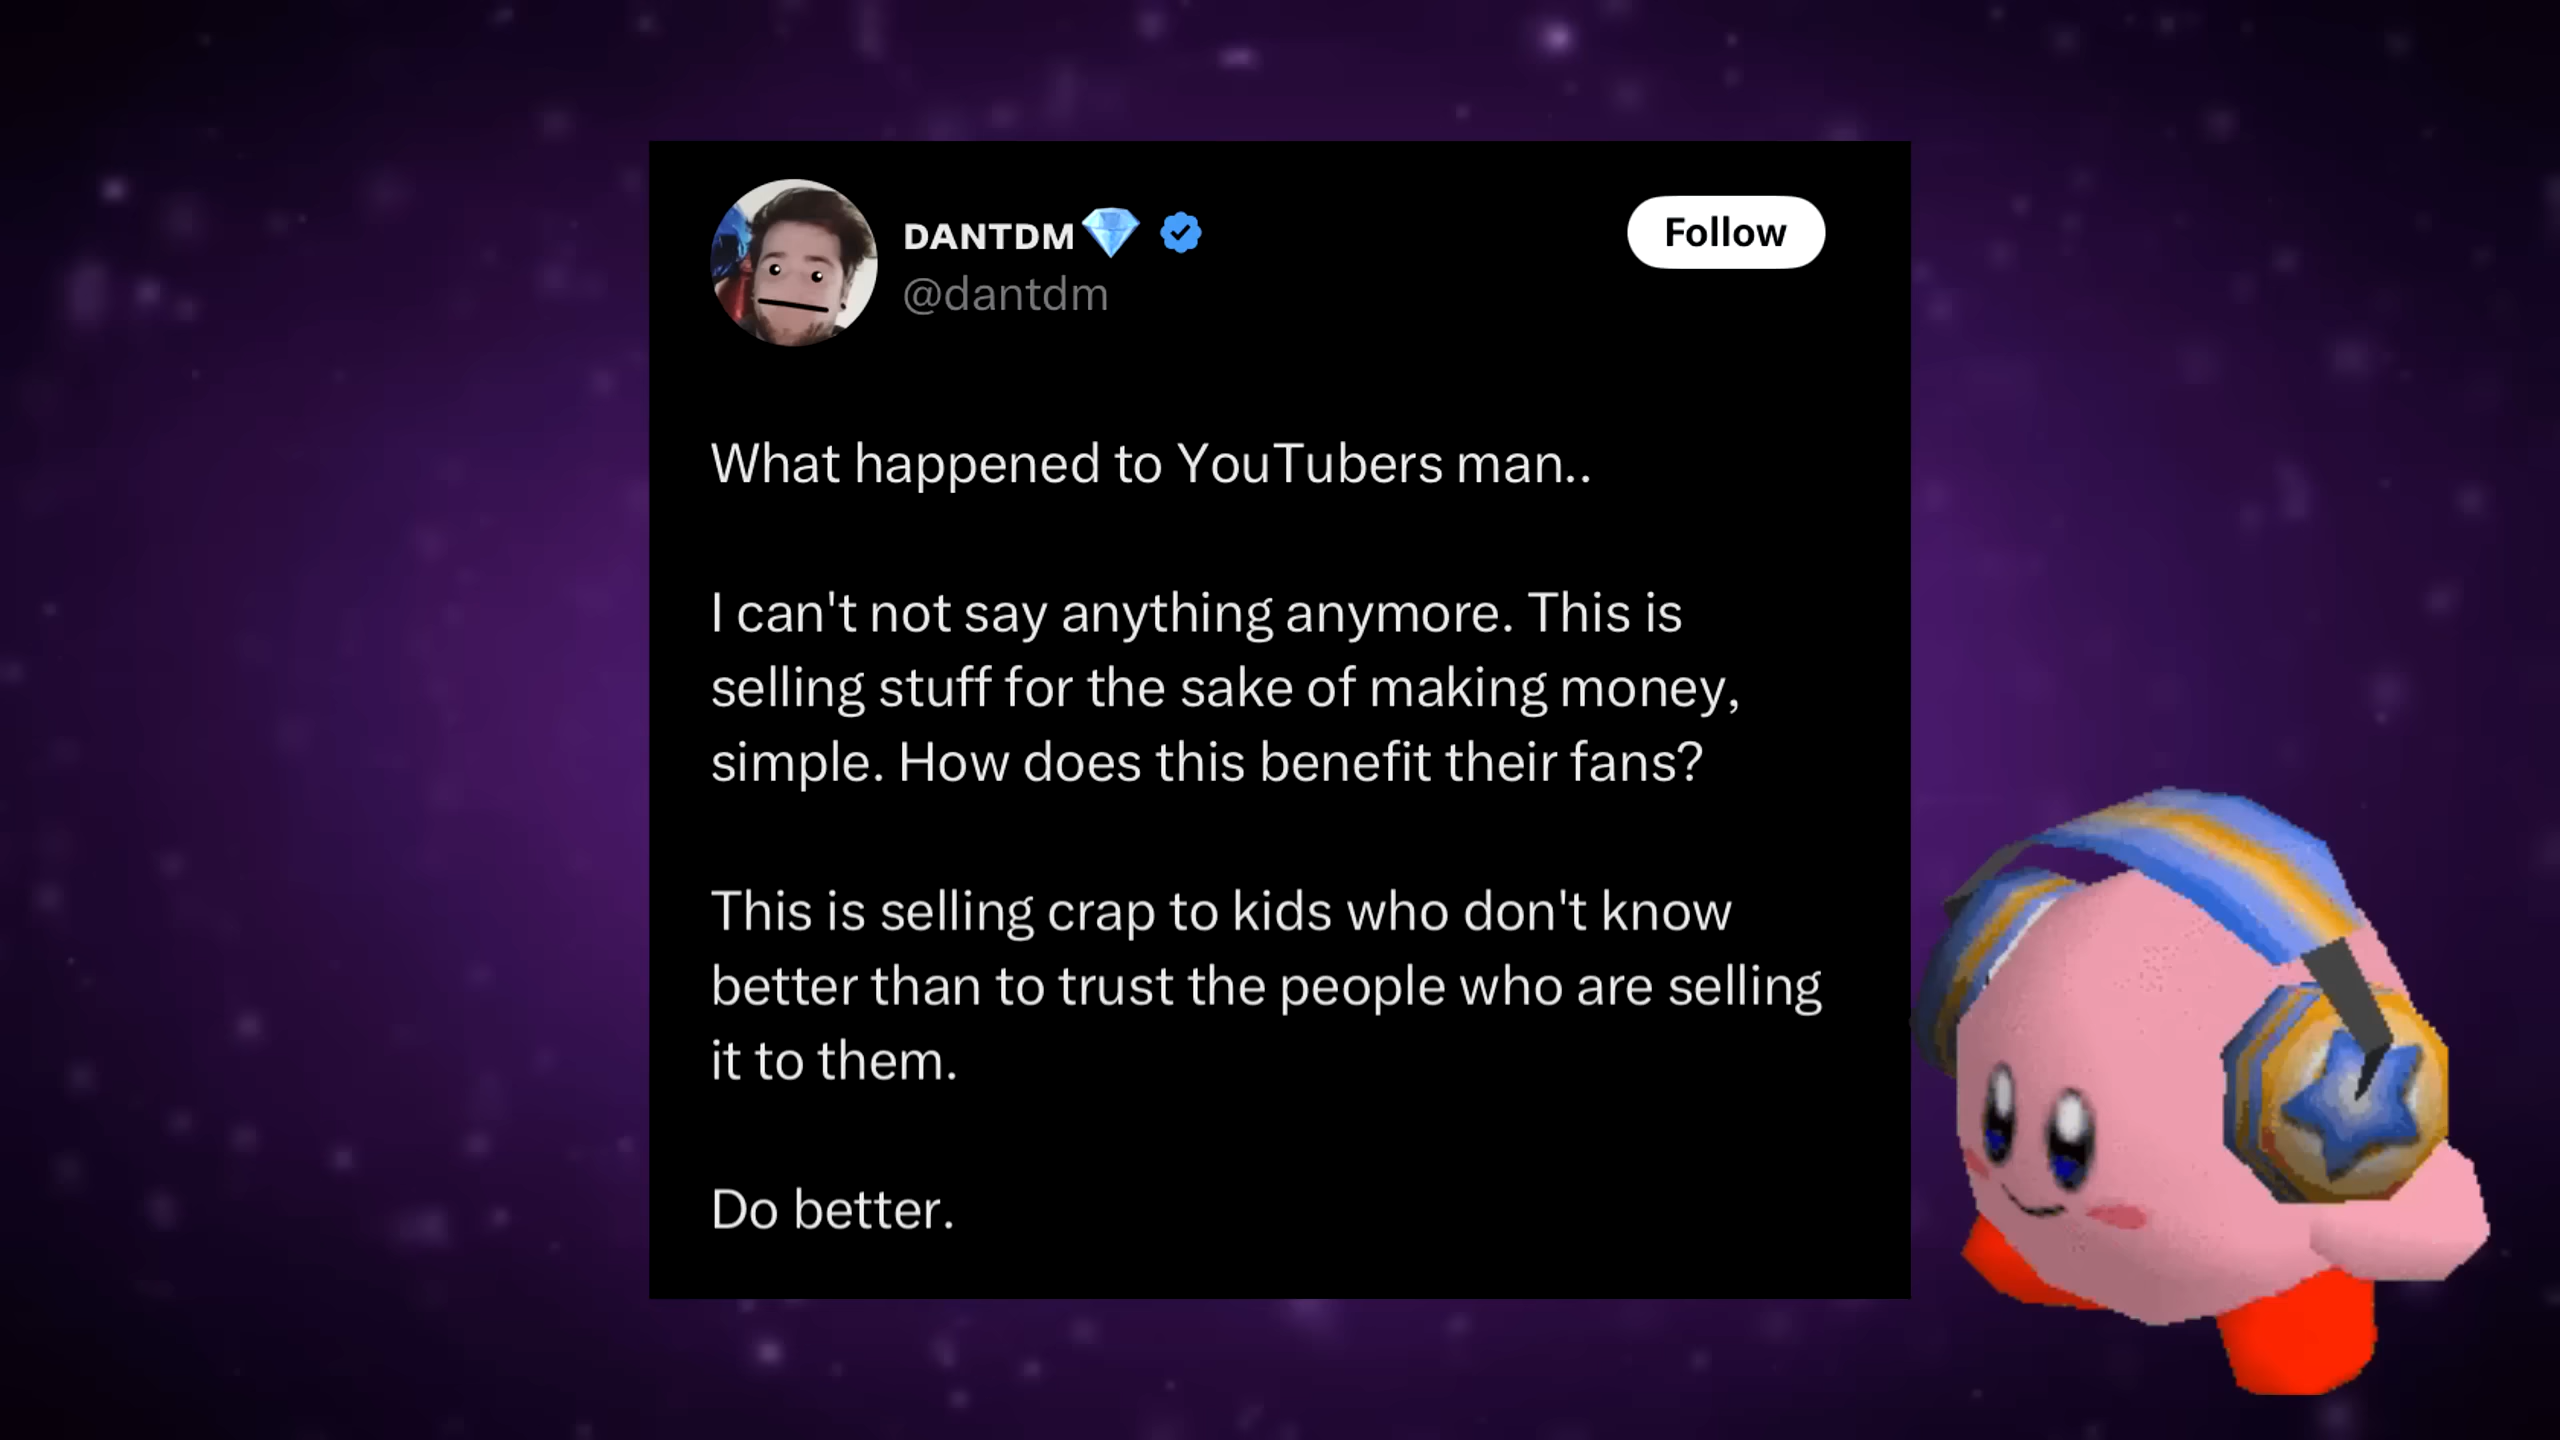 DANTDM💎
Follow
@dantdm
What happened to YouTubers man..
I can't not say anything anymore. This is
selling stuff for the sake of making money,
simple. How does this benefit their fans?
This is selling crap to kids who don't know
better than to trust the people who are selling
it to them.
Do better.